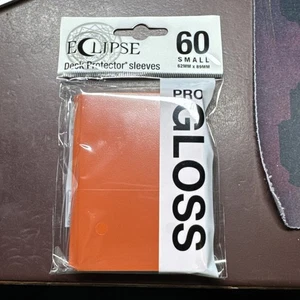 ECLIPSE
Deck Protector® sleeves
60
SMALL
62MM x 89MM
PRO
GLOSS